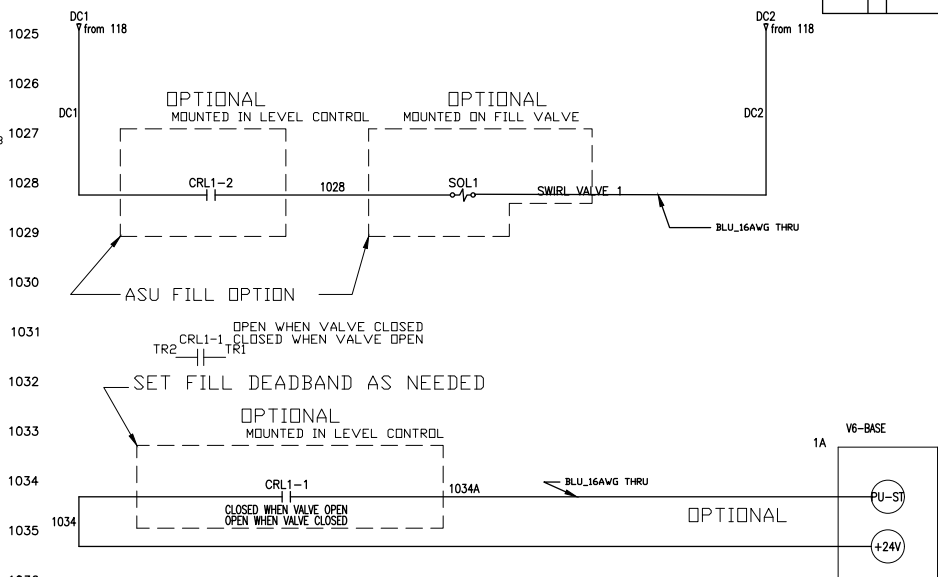 DC1
from 118
DC2
from 118
1025
1026
OPTIONAL
OPTIONAL
DC1
MOUNTED IN LEVEL CONTROL
MOUNTED ON FILL VALVE
DC2
1027
1028
CRL1-2
1028
SOL1
SWIRL VALVE 1
BLU_16AWG THRU
1029
1030
ASU FILL OPTION
1031
OPEN WHEN VALVE CLOSED
CRL1-1 CLOSED WHEN VALVE OPEN
TR2
TR1
1032
SET FILL DEADBAND AS NEEDED
OPTIONAL
1033
MOUNTED IN LEVEL CONTROL
V6-BASE
1A
1034
CRL1-1
1034A
BLU_16AWG THRU
PU-ST
CLOSED WHEN VALVE OPEN
OPEN WHEN VALVE CLOSED
OPTIONAL
1034
1035
+24V